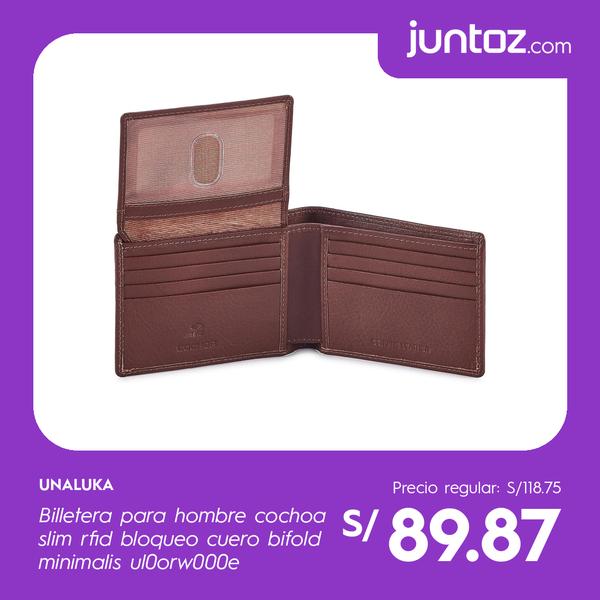 juntoz.com
UNALUKA
Billetera para hombre cochoa
slim rfid bloqueo cuero bifold
minimalis ul0orw000e
Precio regular: S/118.75
S/89.87